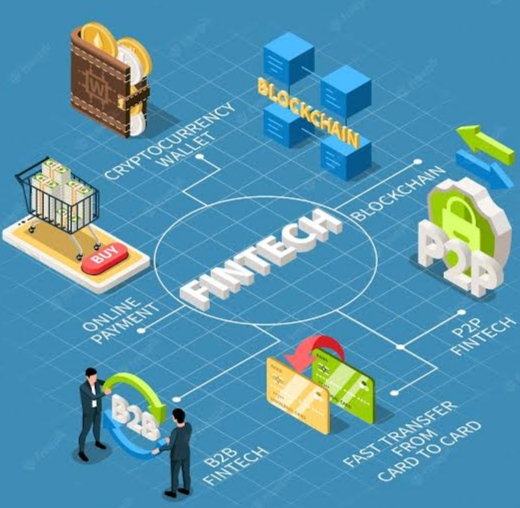 W
CRYPTOCURRENCY
WALLET
BLOCKCHAIN
BLOCKCHAIN
BUY
FINTECH
P2P
ONLINE
PAYMENT
P2P
FINTECH
B2B
B2B
FINTECH
FAST TRANSFER
FROM
CARD TO CARD